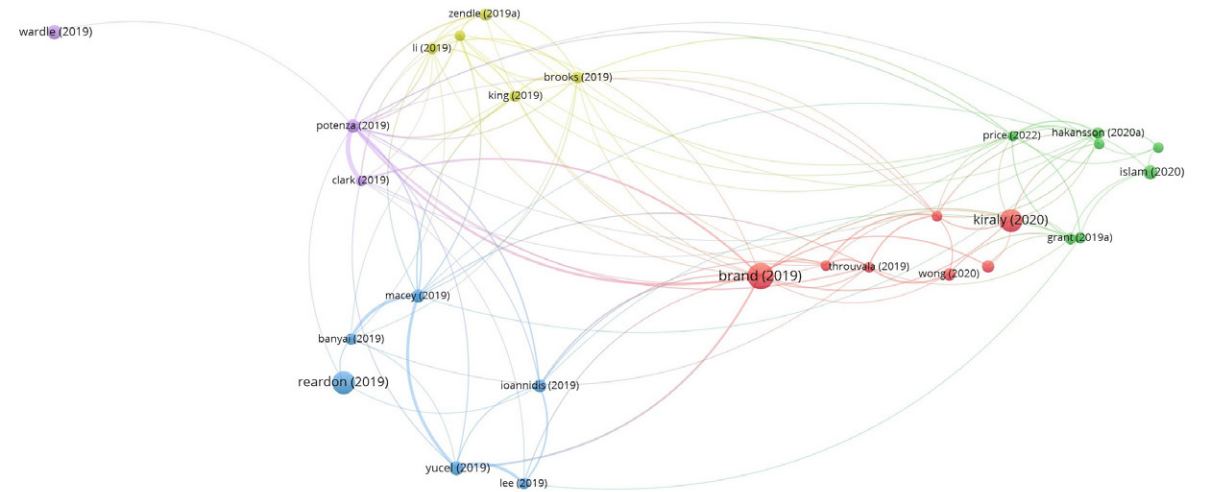 zendle (2019a)
wardle (2019)
li (2019)
brooks (2019)
king (2019)
potenza (2019)
price (2022)
hakansson (2020a)
islam (2020)
clark (2019)
kiraly (2020)
grant (2019a)
throuvala (2019)
brand (2019)
wong (2020)
macey (2019)
banyai (2019)
reardon (2019)
ioannidis (2019)
yucel (2019)
lee (2019)